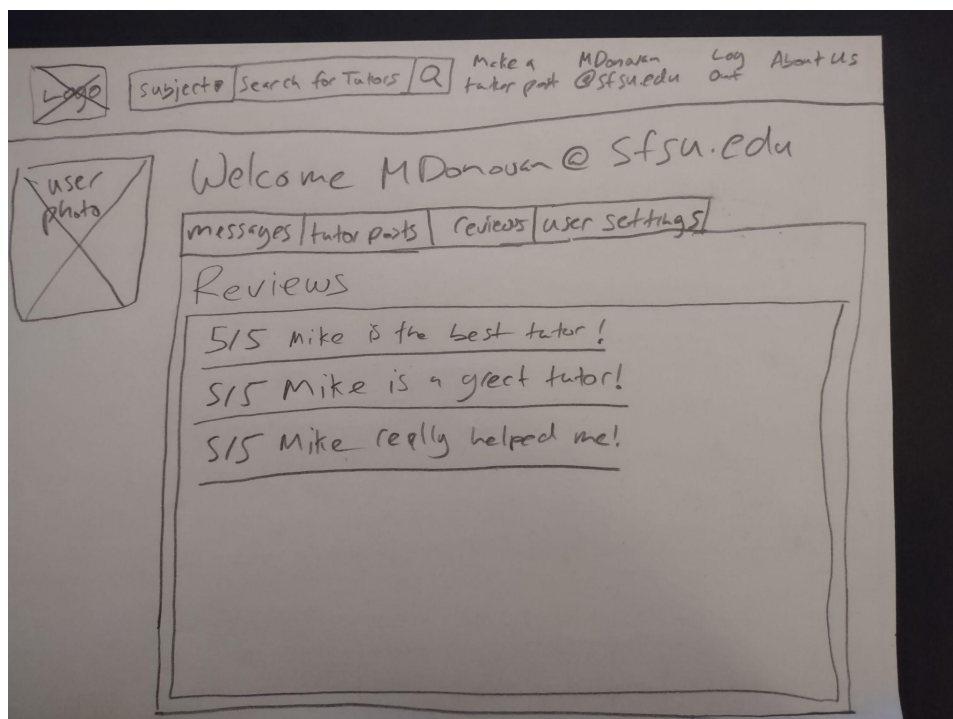 Logo
subject
Search for Tutors
Make a
tutor post
MDonovan
@sfsu.edu
Log
Out
About Us
user
photo
Welcome MDonovan@sfsu.edu
messages
tutor posts
reviews
user settings
Reviews
5/5 Mike is the best tutor!
5/5 Mike is a great tutor!
5/5 Mike really helped me!